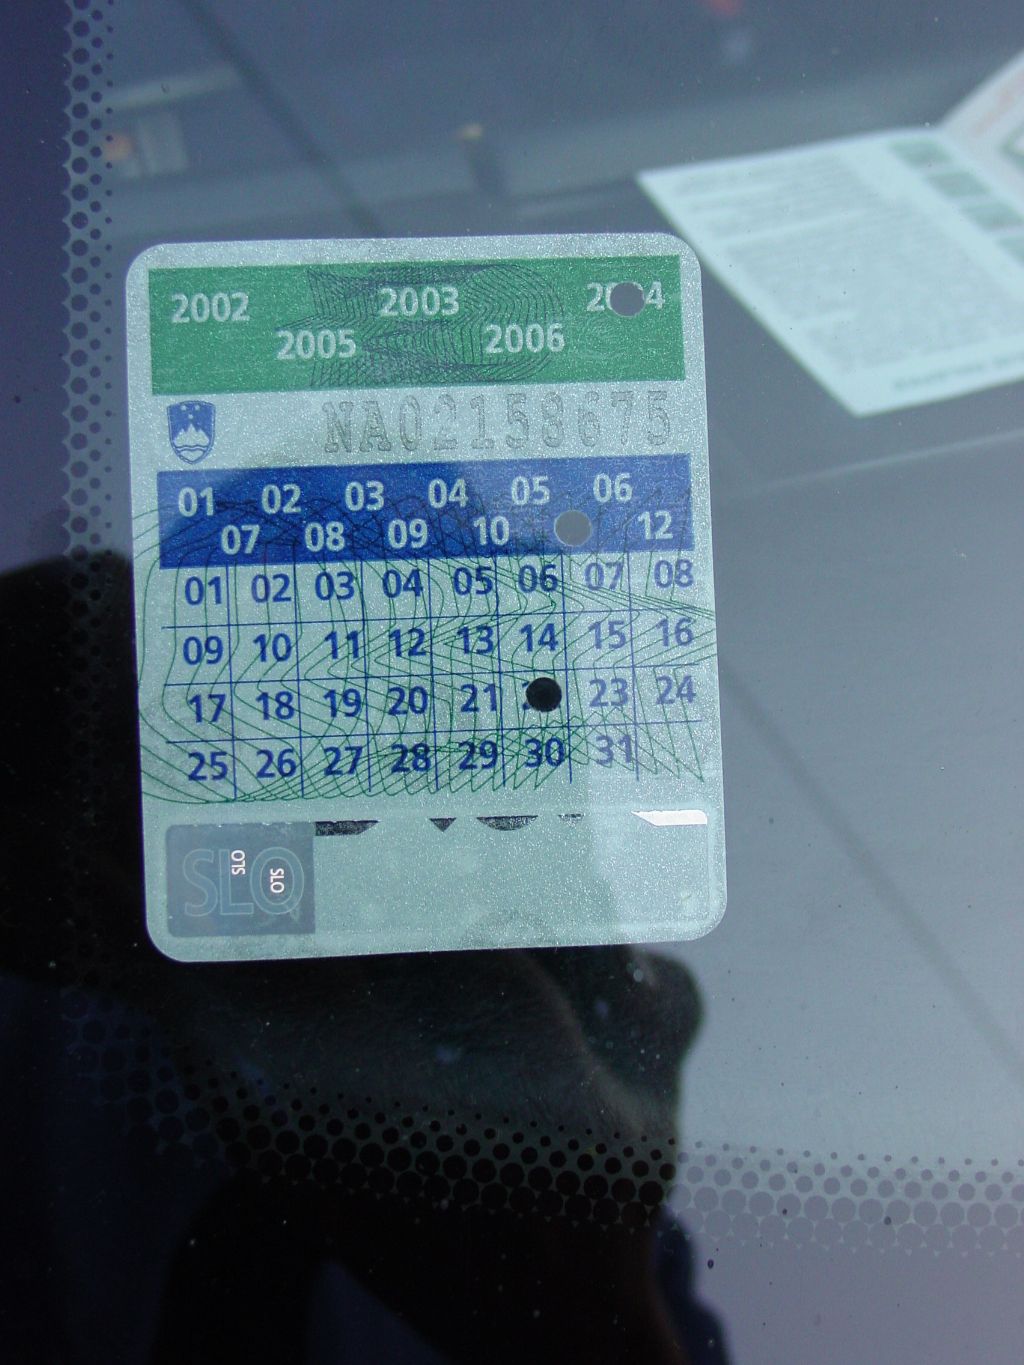 2002 2003 2004
2005 2006
NA02158675
01 02 03 04 05 06
07 08 09 10 12
01 02 03 04 05 06 07 08
09 10 11 12 13 14 15 16
17 18 19 20 21 23 24
25 26 27 28 29 30 31
SLO
SLO
SLO